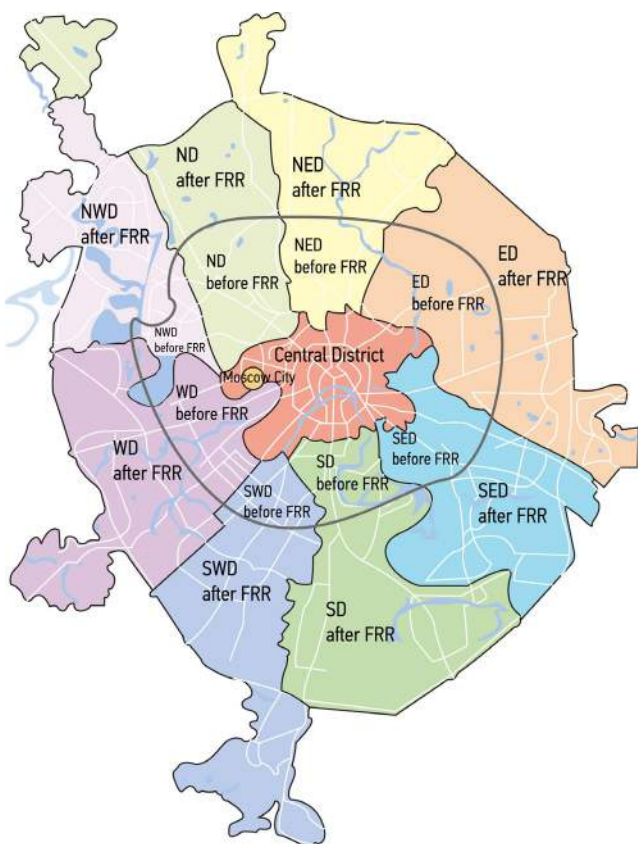 ND
after FRR
NED
after FRR
NWD
after FRR
ND
before FRR
NED
before FRR
ED
after FRR
ED
before FRR
NWD
before FRR
Central District
(Moscow City
WD
before FRR
WD
after FRR
SD
before FRR
SED
before FRR
SWD
before FRR
SED
after FRR
SWD
after FRR
SD
after FRR